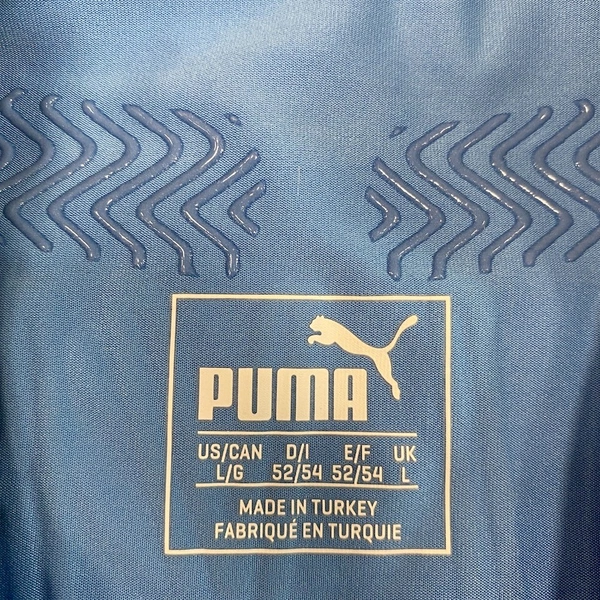 PUMA
US/CAN D/I E/F UK
L/G 52/54 52/54 L
MADE IN TURKEY
FABRIQUÉ EN TURQUIE